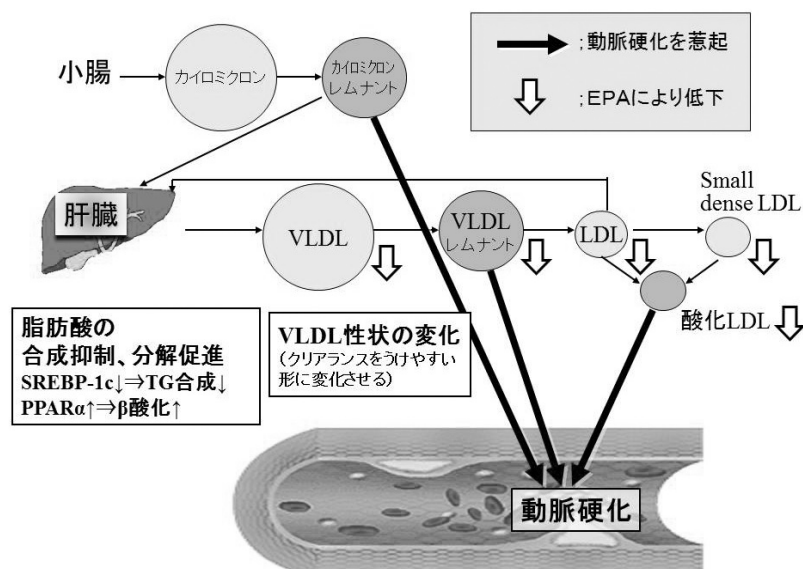 ;動脈硬化を惹起
;EPAにより低下
小腸
カイロミクロン
カイロミクロン
レムナント
肝臓
VLDL
VLDL
レムナント
LDL
Small
dense LDL
酸化LDL
脂肪酸の
合成抑制、分解促進
SREBP-1c↓⇒TG合成↓
PPARα↑⇒β酸化↑
VLDL性状の変化
(クリアランスをうけやすい
形に変化させる)
動脈硬化